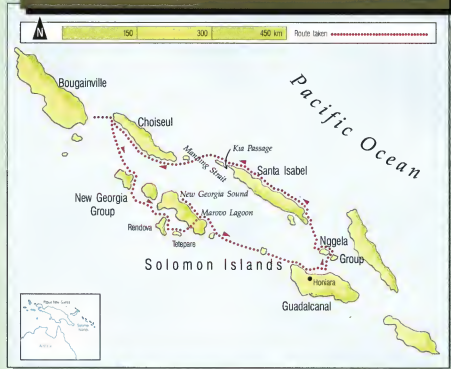 N
150 300 450 km
Route taken
Bougainville
Pacific Ocean
Choiseul
Kia Passage
Manning Strait
Santa Isabel
New Georgia Sound
New Georgia
Group
Marovo Lagoon
Rendova
Tetepare
Nggela
Group
Solomon Islands
Honiara
Guadalcanal